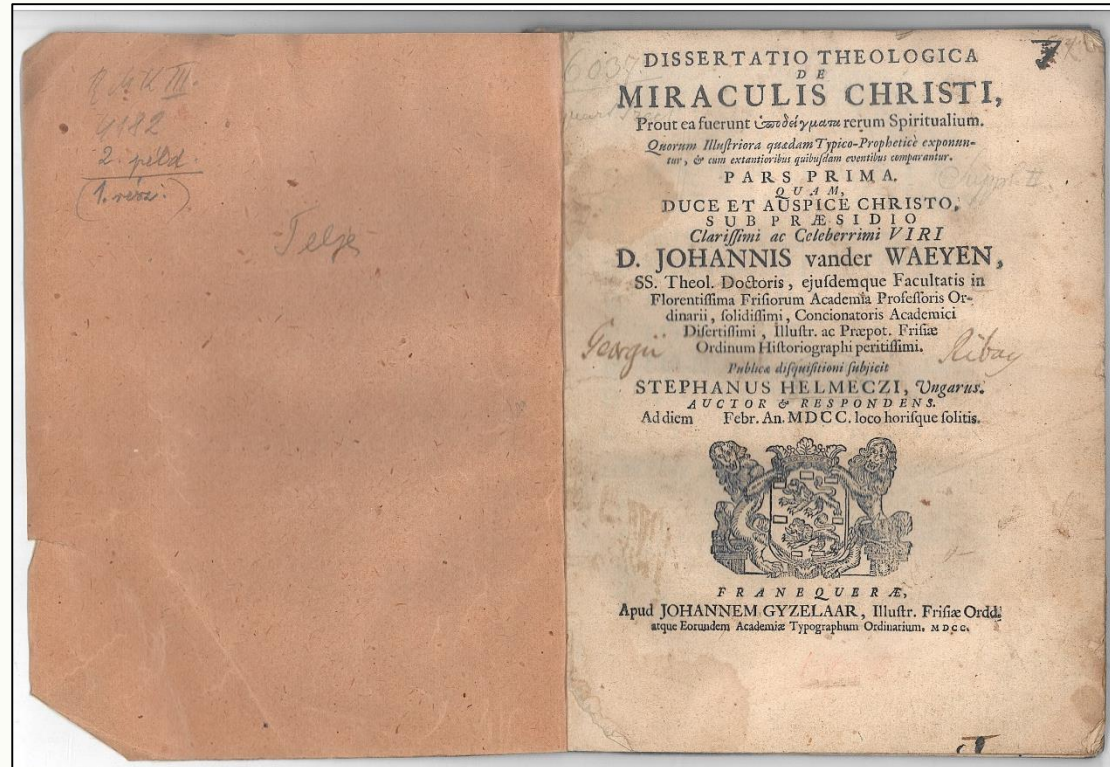 RMK III.
4182
2. péld.
(1. rész.)
Telje
6037
DISSERTATIO THEOLOGICA
DE
MIRACULIS CHRISTI,
Prout ea fuerunt ὑποδείγματα rerum Spiritualium.
Quorum Illuſtriora quædam Typico-Propheticè exponun-
tur, & cum extantioribus quibuſdam eventibus comparantur.
PARS PRIMA.
QUAM,
DUCE ET AUSPICE CHRISTO,
SUB PRÆSIDIO
Clariſſimi ac Celeberrimi VIRI
D. JOHANNIS vander WAEYEN,
SS. Theol. Doctoris, ejuſdemque Facultatis in
Florentiſſima Friſiorum Academia Profeſſoris Or-
dinarii, ſolidiſſimi, Concionatoris Academici
Diſertiſſimi, Illuſtr. ac Præpot. Friſiæ
Ordinum Hiſtoriographi peritiſſimi.
Georgii Ribay
Publicæ diſquiſitioni ſubjicit
STEPHANUS HELMECZI, Ungarus.
AUCTOR & RESPONDENS.
Ad diem Febr. An. MDCC. loco horiſque ſolitis.
FRANEQUERÆ,
Apud JOHANNEM GYZELAAR, Illuſtr. Friſiæ Ordd.
atque Eorundem Academiæ Typographum Ordinarium. MDCC.